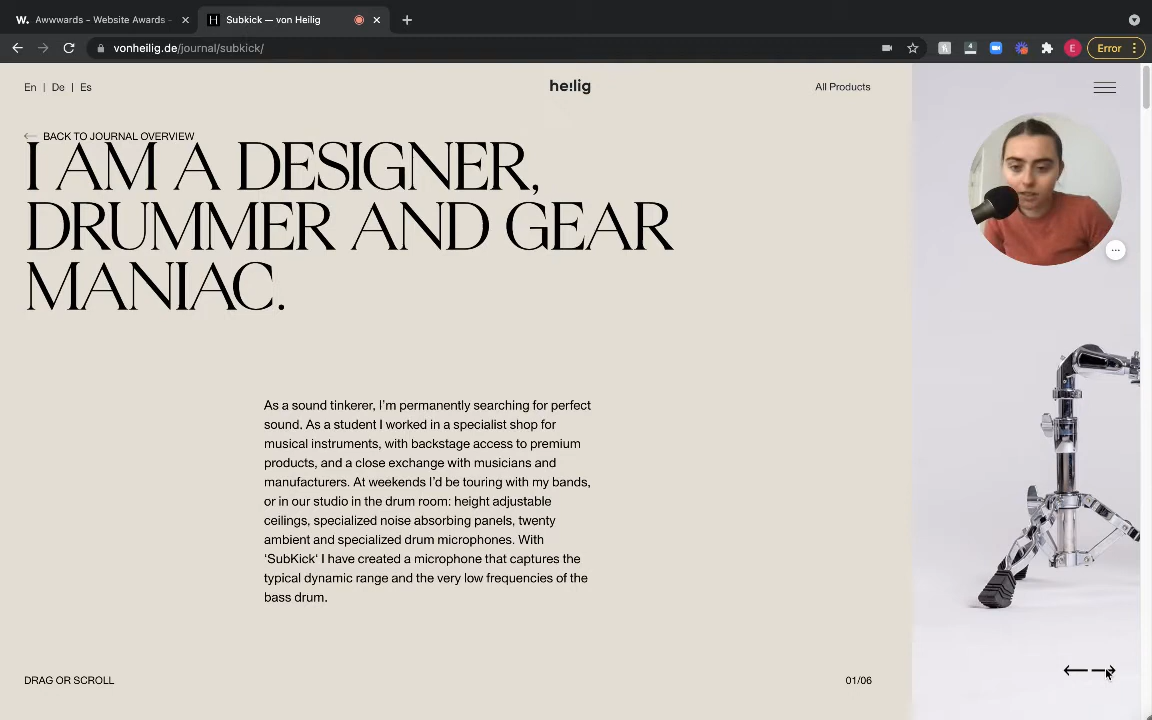 W. Awwwards - Website Awards -
H Subkick — von Heilig
vonheilig.de/journal/subkick/
4
E
Error
En | De | Es
he!lig
All Products
BACK TO JOURNAL OVERVIEW
I AM A DESIGNER,
DRUMMER AND GEAR
MANIAC.
As a sound tinkerer, I'm permanently searching for perfect
sound. As a student I worked in a specialist shop for
musical instruments, with backstage access to premium
products, and a close exchange with musicians and
manufacturers. At weekends I'd be touring with my bands,
or in our studio in the drum room: height adjustable
ceilings, specialized noise absorbing panels, twenty
ambient and specialized drum microphones. With
'SubKick' I have created a microphone that captures the
typical dynamic range and the very low frequencies of the
bass drum.
DRAG OR SCROLL
01/06